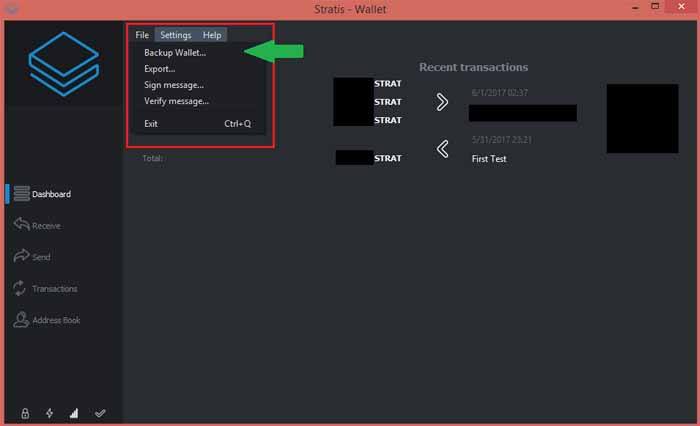 Stratis - Wallet
File Settings Help
Backup Wallet...
Export...
Sign message...
Verify message...
Exit Ctrl+Q
Total:
STRAT
STRAT
STRAT
STRAT
Recent transactions
6/1/2017 02:37
5/31/2017 23:21
First Test
Dashboard
Receive
Send
Transactions
Address Book